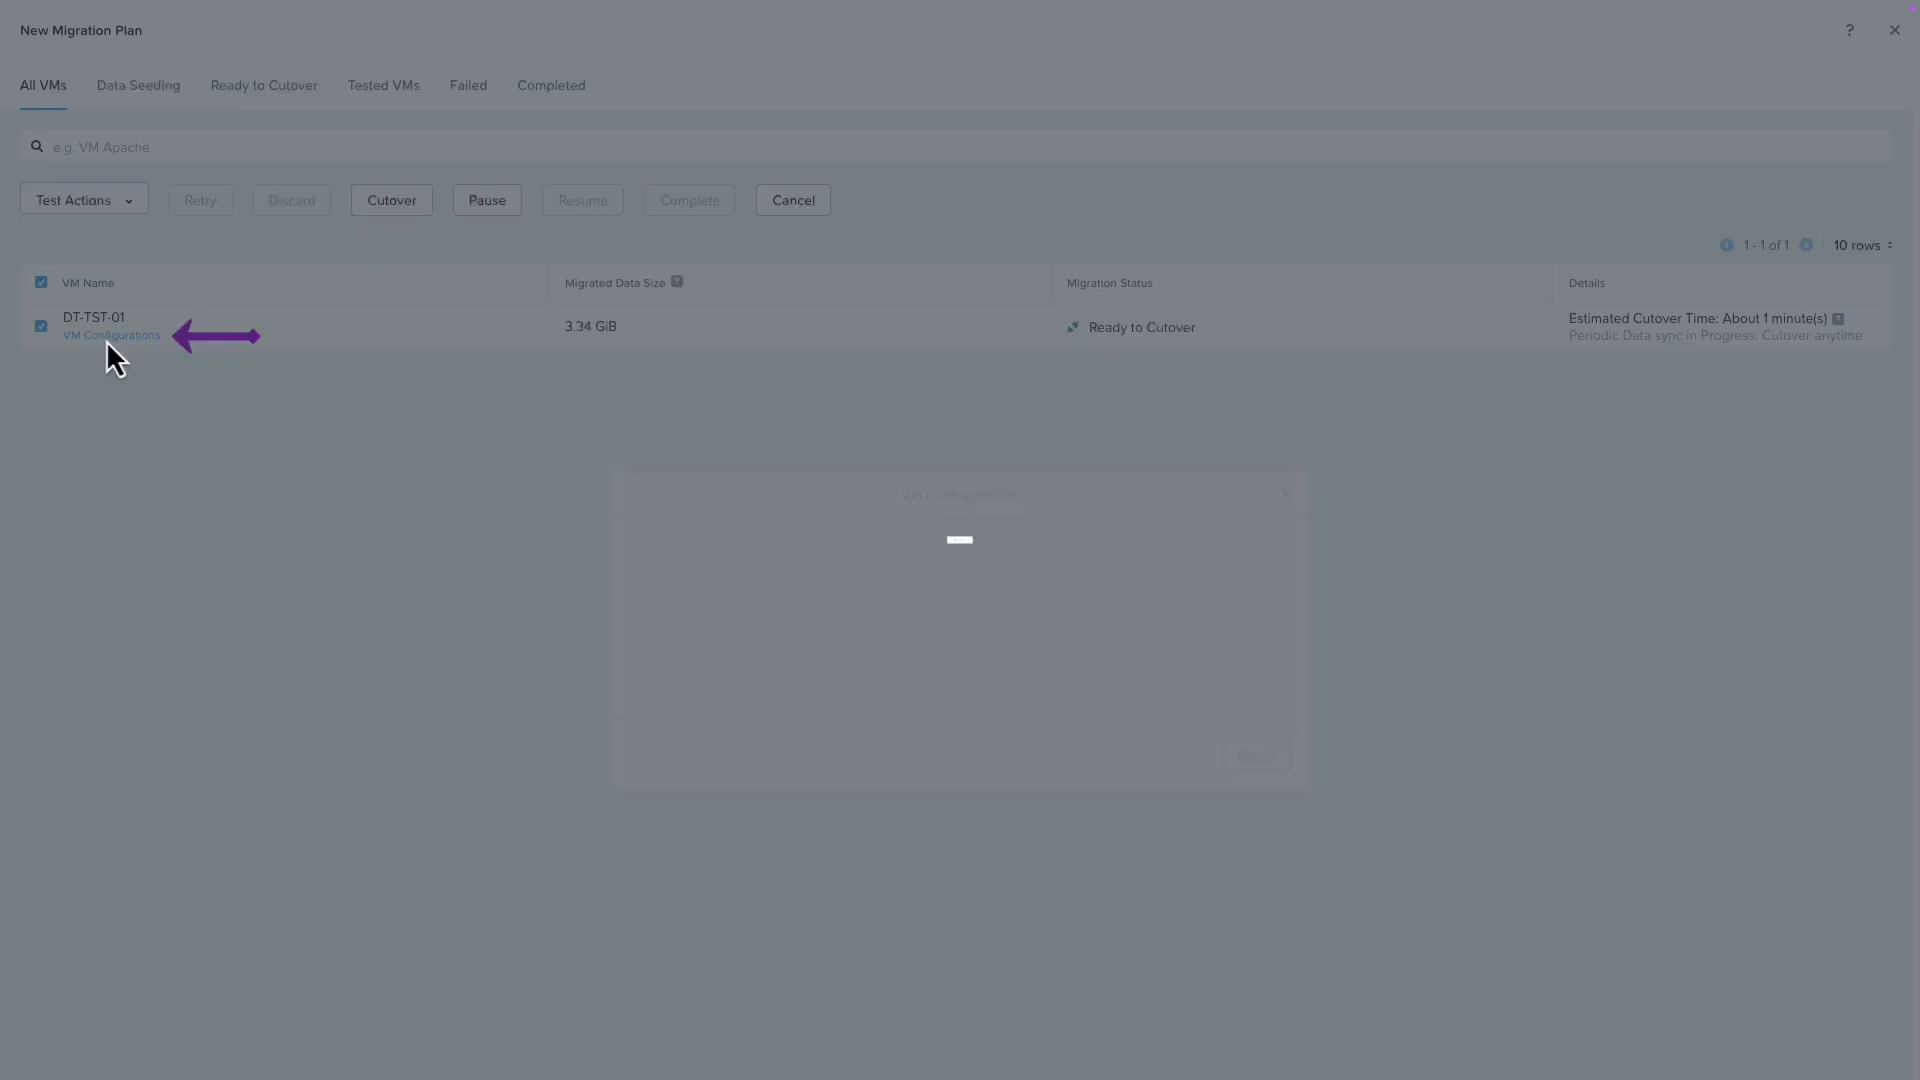 New Migration Plan
?
All VMs
Data Seeding
Ready to Cutover
Tested VMs
Failed
Completed
e.g. VM Apache
Test Actions
Retry
Discard
Cutover
Pause
Resume
Complete
Cancel
1 - 1 of 1
10 rows
VM Name
Migrated Data Size ?
Migration Status
Details
DT-TST-01
VM Configurations
3.34 GiB
Ready to Cutover
Estimated Cutover Time: About 1 minute(s) ?
Periodic Data sync in Progress. Cutover anytime
VM Configurations
Close